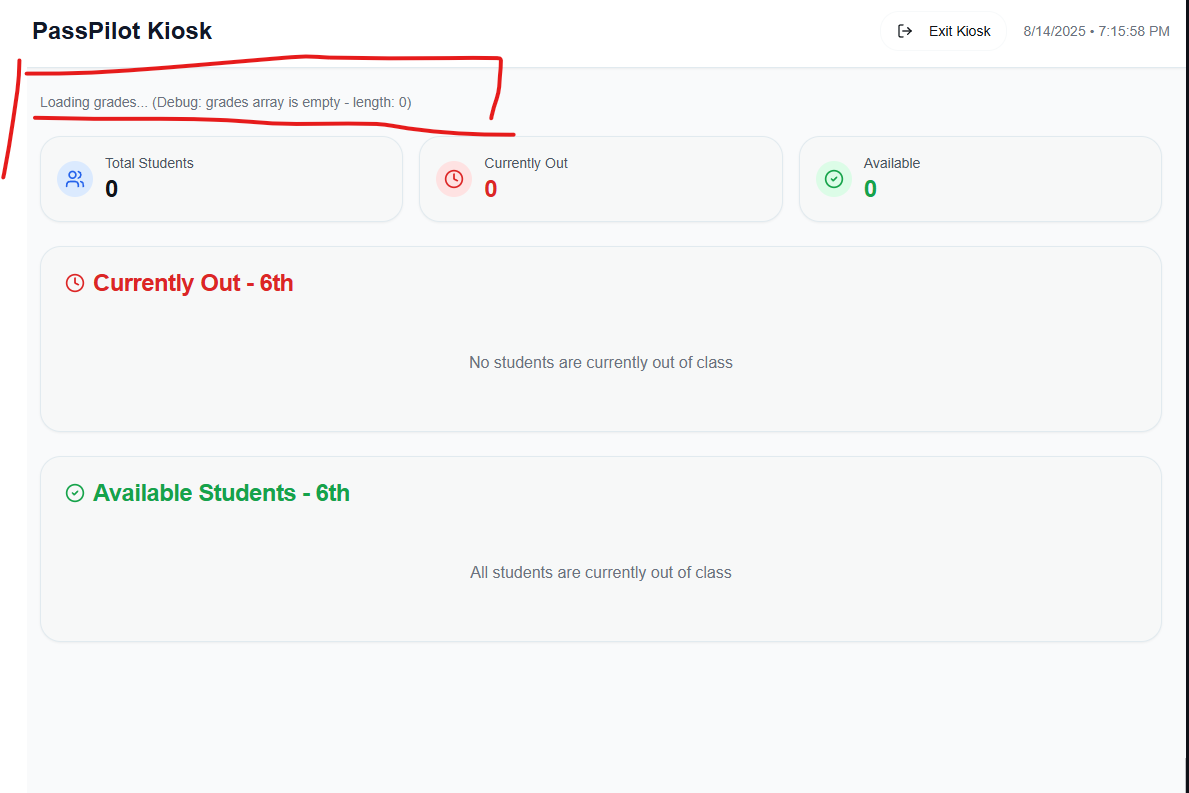 PassPilot Kiosk
Exit Kiosk
8/14/2025 • 7:15:58 PM
Loading grades... (Debug: grades array is empty - length: 0)
Total Students
0
Currently Out
0
Available
0
Currently Out - 6th
No students are currently out of class
Available Students - 6th
All students are currently out of class